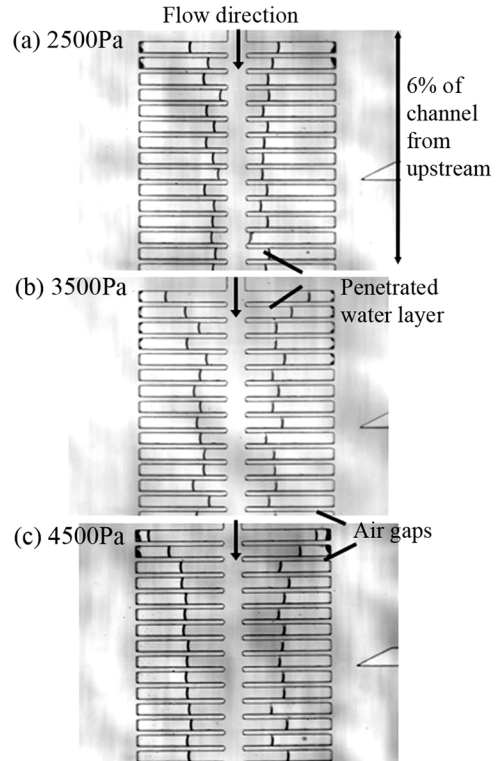 Flow direction
(a) 2500Pa
6% of
channel
from
upstream
(b) 3500Pa
Penetrated
water layer
(c) 4500Pa
Air gaps